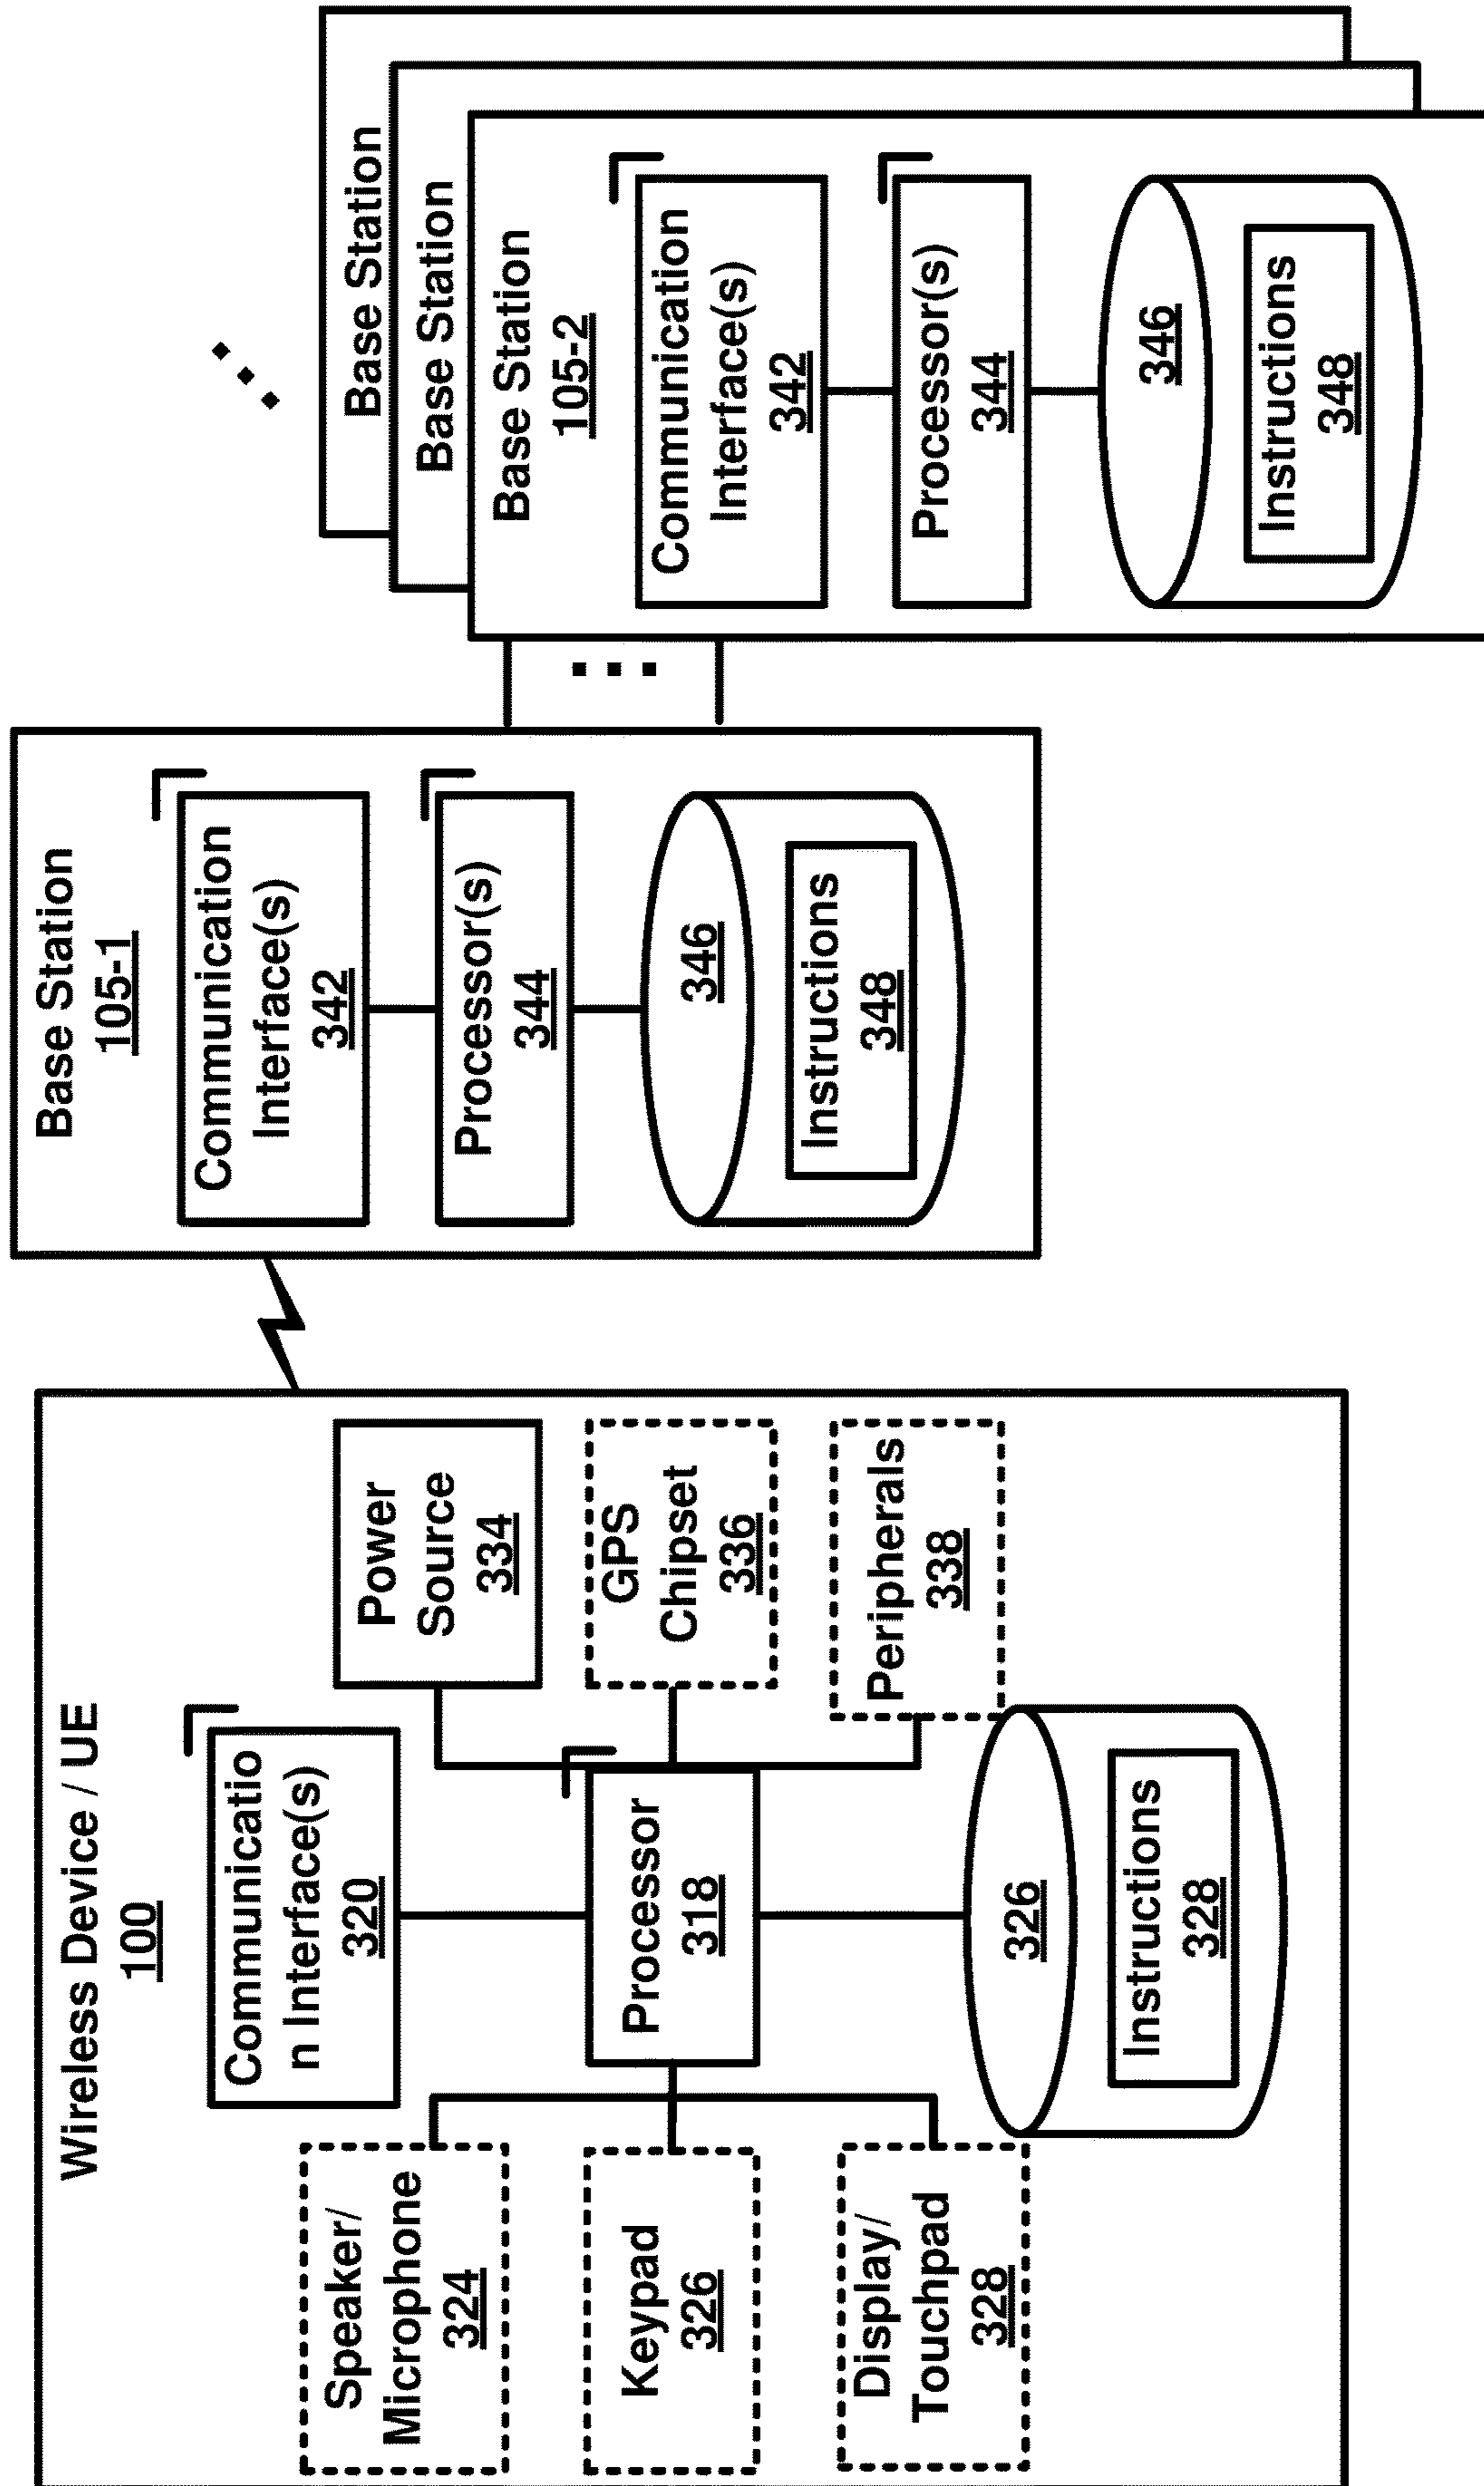 Wireless Device / UE
100
Communicatio
n Interface(s)
320
Speaker/
Microphone
324
Power
Source
334
Keypad
326
Processor
318
GPS
Chipset
336
Display/
Touchpad
328
Peripherals
338
326
Instructions
328
Base Station
105-1
Communication
Interface(s)
342
Processor(s)
344
346
Instructions
348
Base Station
Base Station
Base Station
105-2
Communication
Interface(s)
342
Processor(s)
344
346
Instructions
348